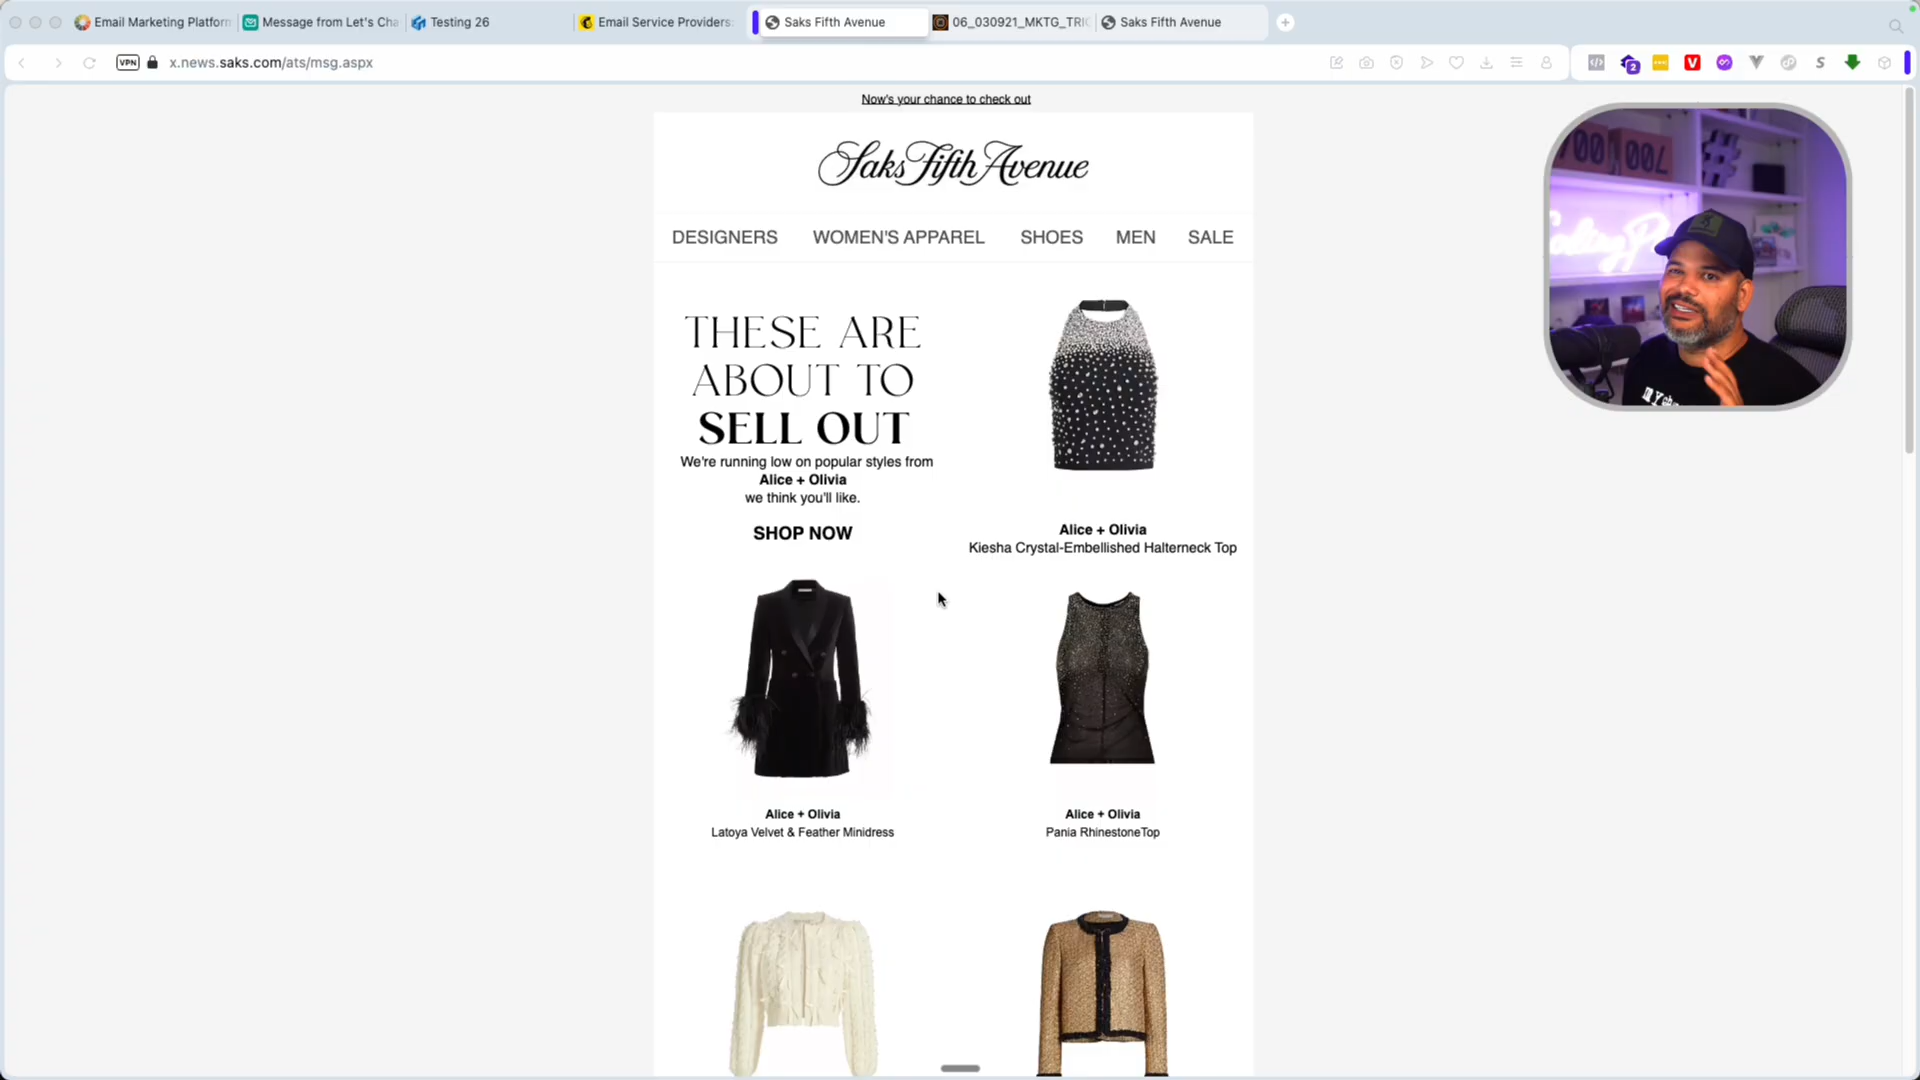 Email Marketing Platform
Message from Let's Cha
Testing 26
Email Service Providers:
Saks Fifth Avenue
06_030921_MKTG_TRIG
Saks Fifth Avenue
VPN
x.news.saks.com/ats/msg.aspx
2
Now's your chance to check out
Saks Fifth Avenue
DESIGNERS WOMEN'S APPAREL SHOES MEN SALE
THESE ARE
ABOUT TO
SELL OUT
We're running low on popular styles from
Alice + Olivia
we think you'll like.
SHOP NOW
Alice + Olivia
Kiesha Crystal-Embellished Halterneck Top
Alice + Olivia
Latoya Velvet & Feather Minidress
Alice + Olivia
Pania RhinestoneTop